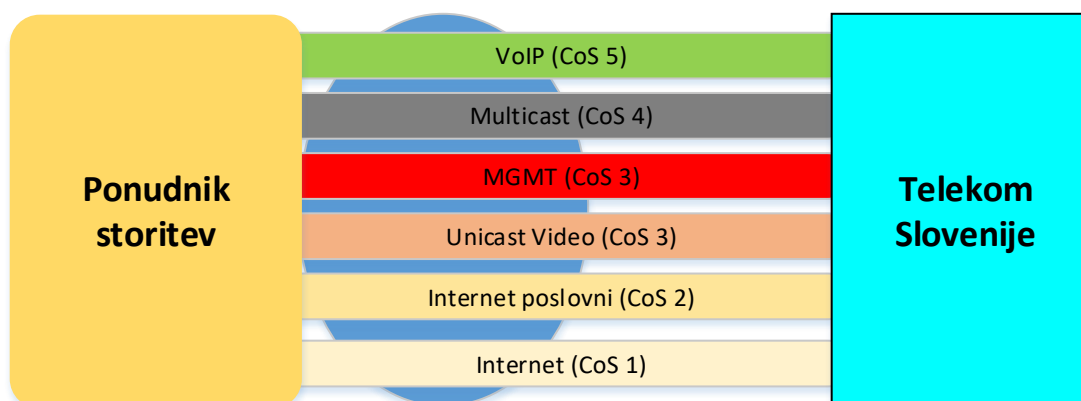 Ponudnik
storitev
VoIP (CoS 5)
Multicast (CoS 4)
MGMT (CoS 3)
Unicast Video (CoS 3)
Internet poslovni (CoS 2)
Internet (CoS 1)
Telekom
Slovenije